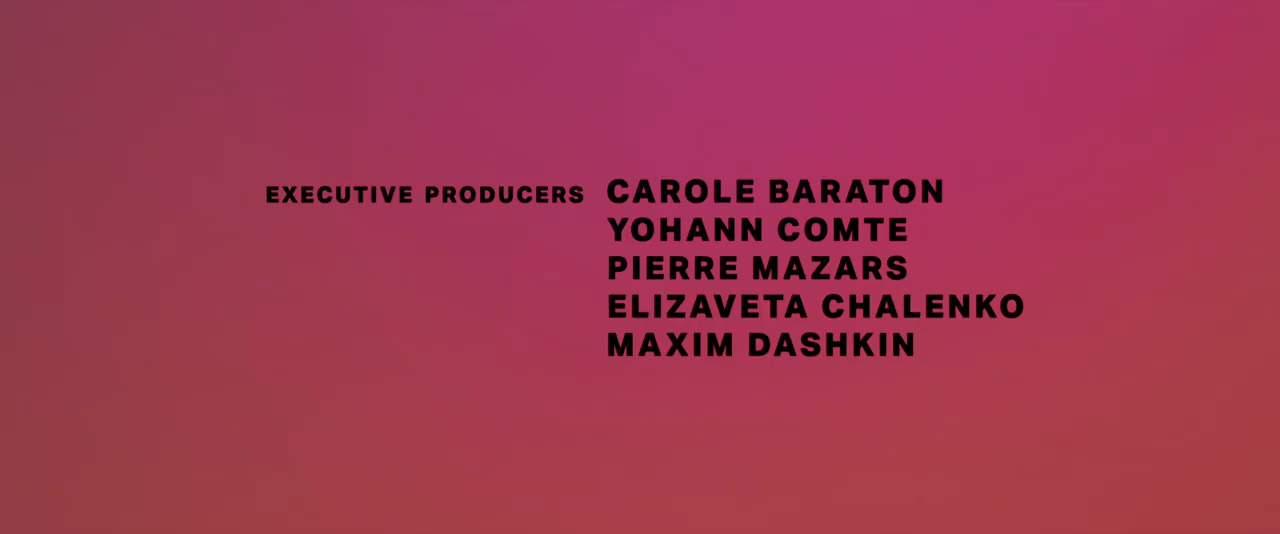 EXECUTIVE PRODUCERS CAROLE BARATON
YOHANN COMTE
PIERRE MAZARS
ELIZAVETA CHALENKO
MAXIM DASHKIN